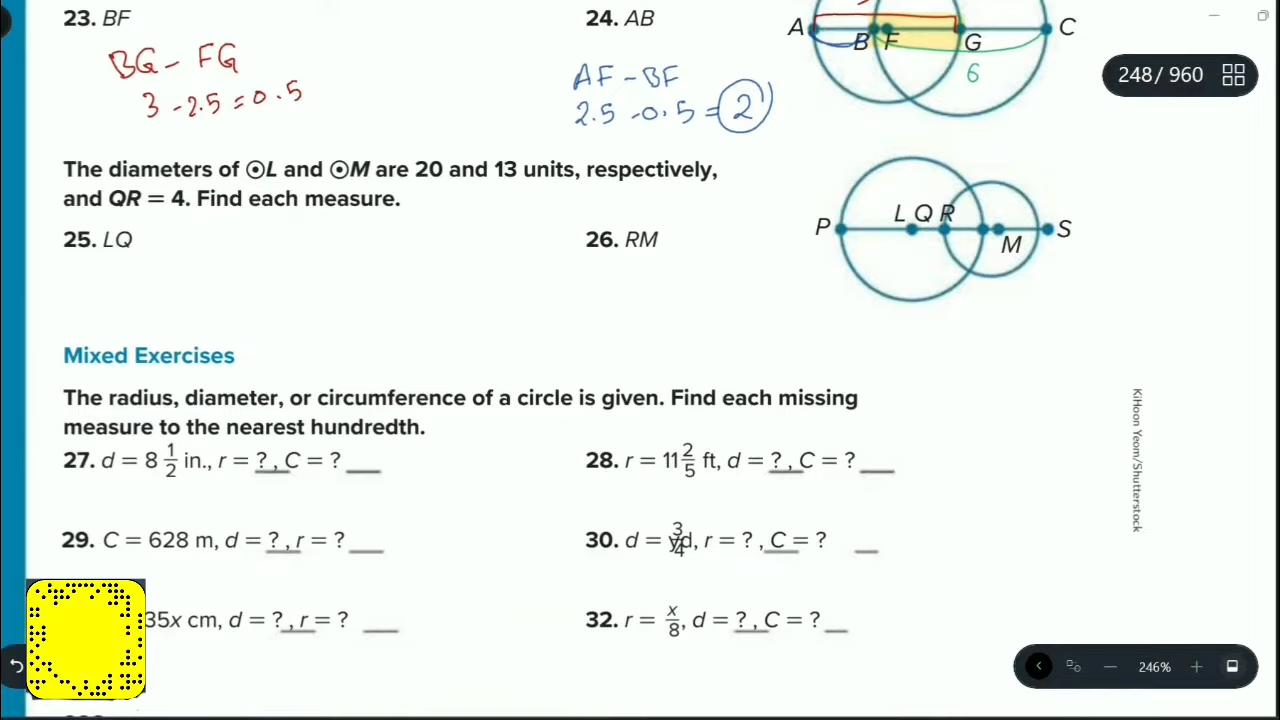 23. BF
24. AB
A
B
F
G
C
6
BG - FG
3 - 2.5 = 0.5
AF - BF
2.5 - 0.5 = 2
248 / 960
The diameters of ⊙L and ⊙M are 20 and 13 units, respectively,
and QR = 4. Find each measure.
25. LQ
26. RM
P
L Q R
M
S
Mixed Exercises
The radius, diameter, or circumference of a circle is given. Find each missing
measure to the nearest hundredth.
27. d = 8 1/2 in., r = ? , C = ?
28. r = 11 2/5 ft, d = ? , C = ?
29. C = 628 m, d = ? , r = ?
30. d = 3/4 yd, r = ? , C = ?
35x cm, d = ? , r = ?
32. r = x/8, d = ? , C = ?
KiHoon Yeom/Shutterstock
246%